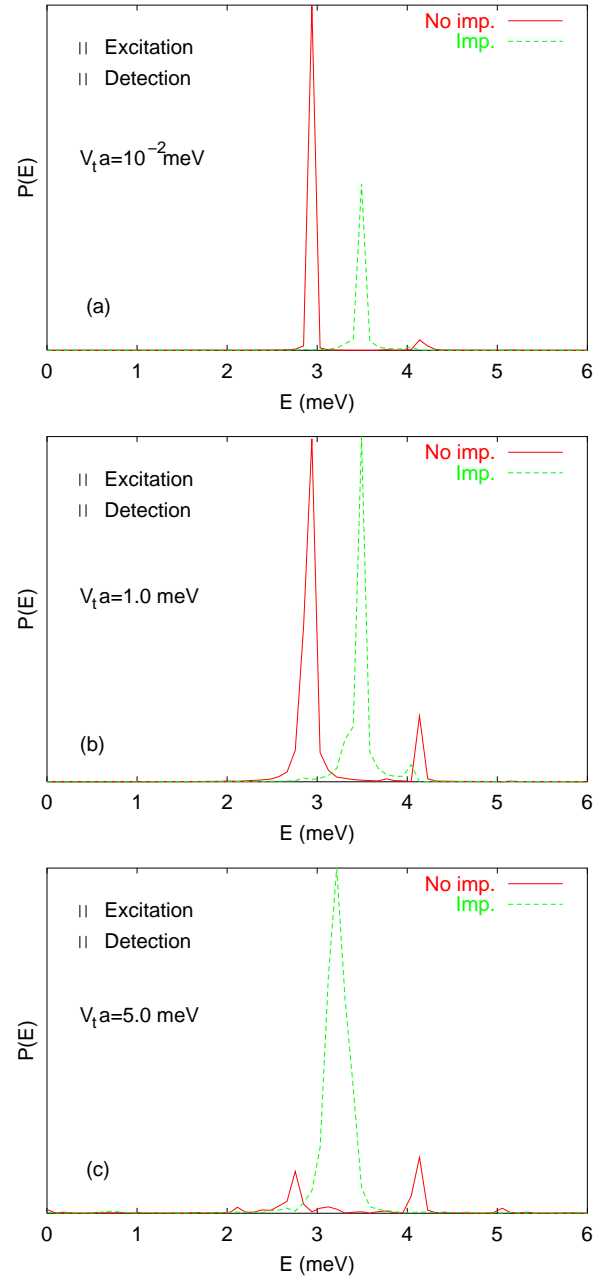 No imp.
Imp.
|| Excitation
|| Detection
V_t a=10^-2 meV
P(E)
(a)
0 1 2 3 4 5 6
E (meV)
No imp.
Imp.
|| Excitation
|| Detection
V_t a=1.0 meV
P(E)
(b)
0 1 2 3 4 5 6
E (meV)
No imp.
Imp.
|| Excitation
|| Detection
V_t a=5.0 meV
P(E)
(c)
0 1 2 3 4 5 6
E (meV)